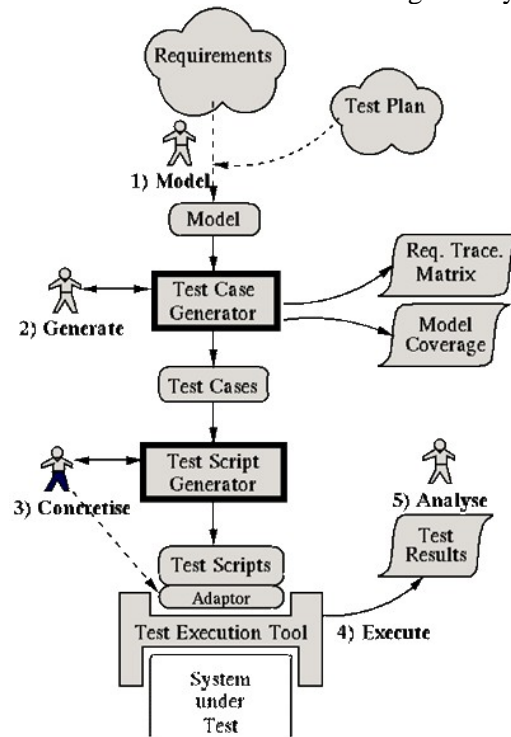 Requirements
Test Plan
1) Model
Model
Req. Trace.
Matrix
Test Case
Generator
2) Generate
Model
Coverage
Test Cases
Test Script
Generator
3) Concretise
5) Analyse
Test
Results
Test Scripts
Adaptor
Test Execution Tool
4) Execute
System
under
Test